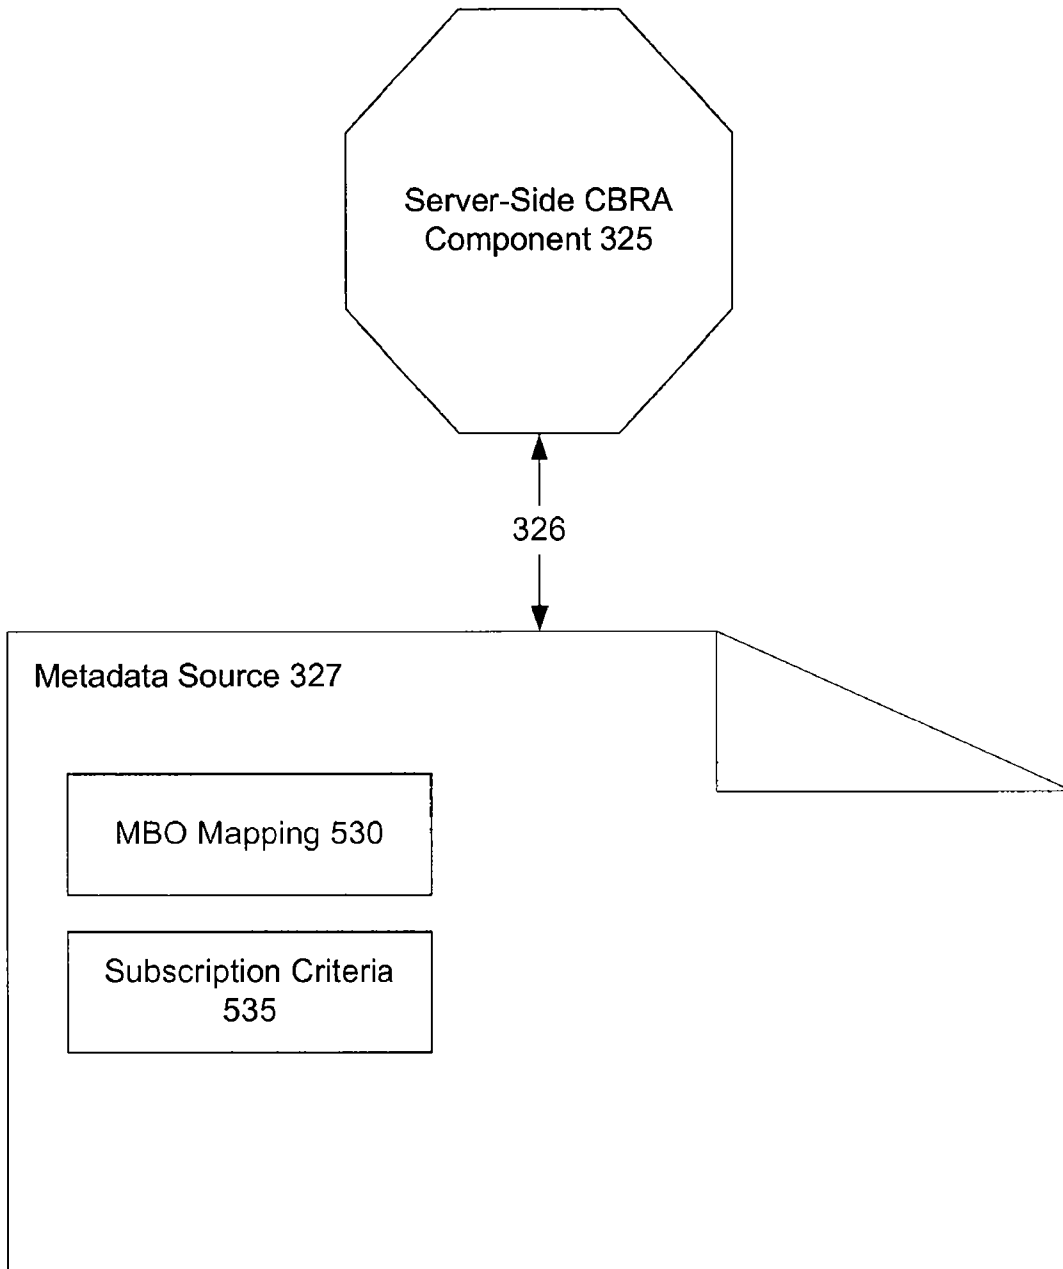 Server-Side CBRA
Component 325
326
Metadata Source 327
MBO Mapping 530
Subscription Criteria
535